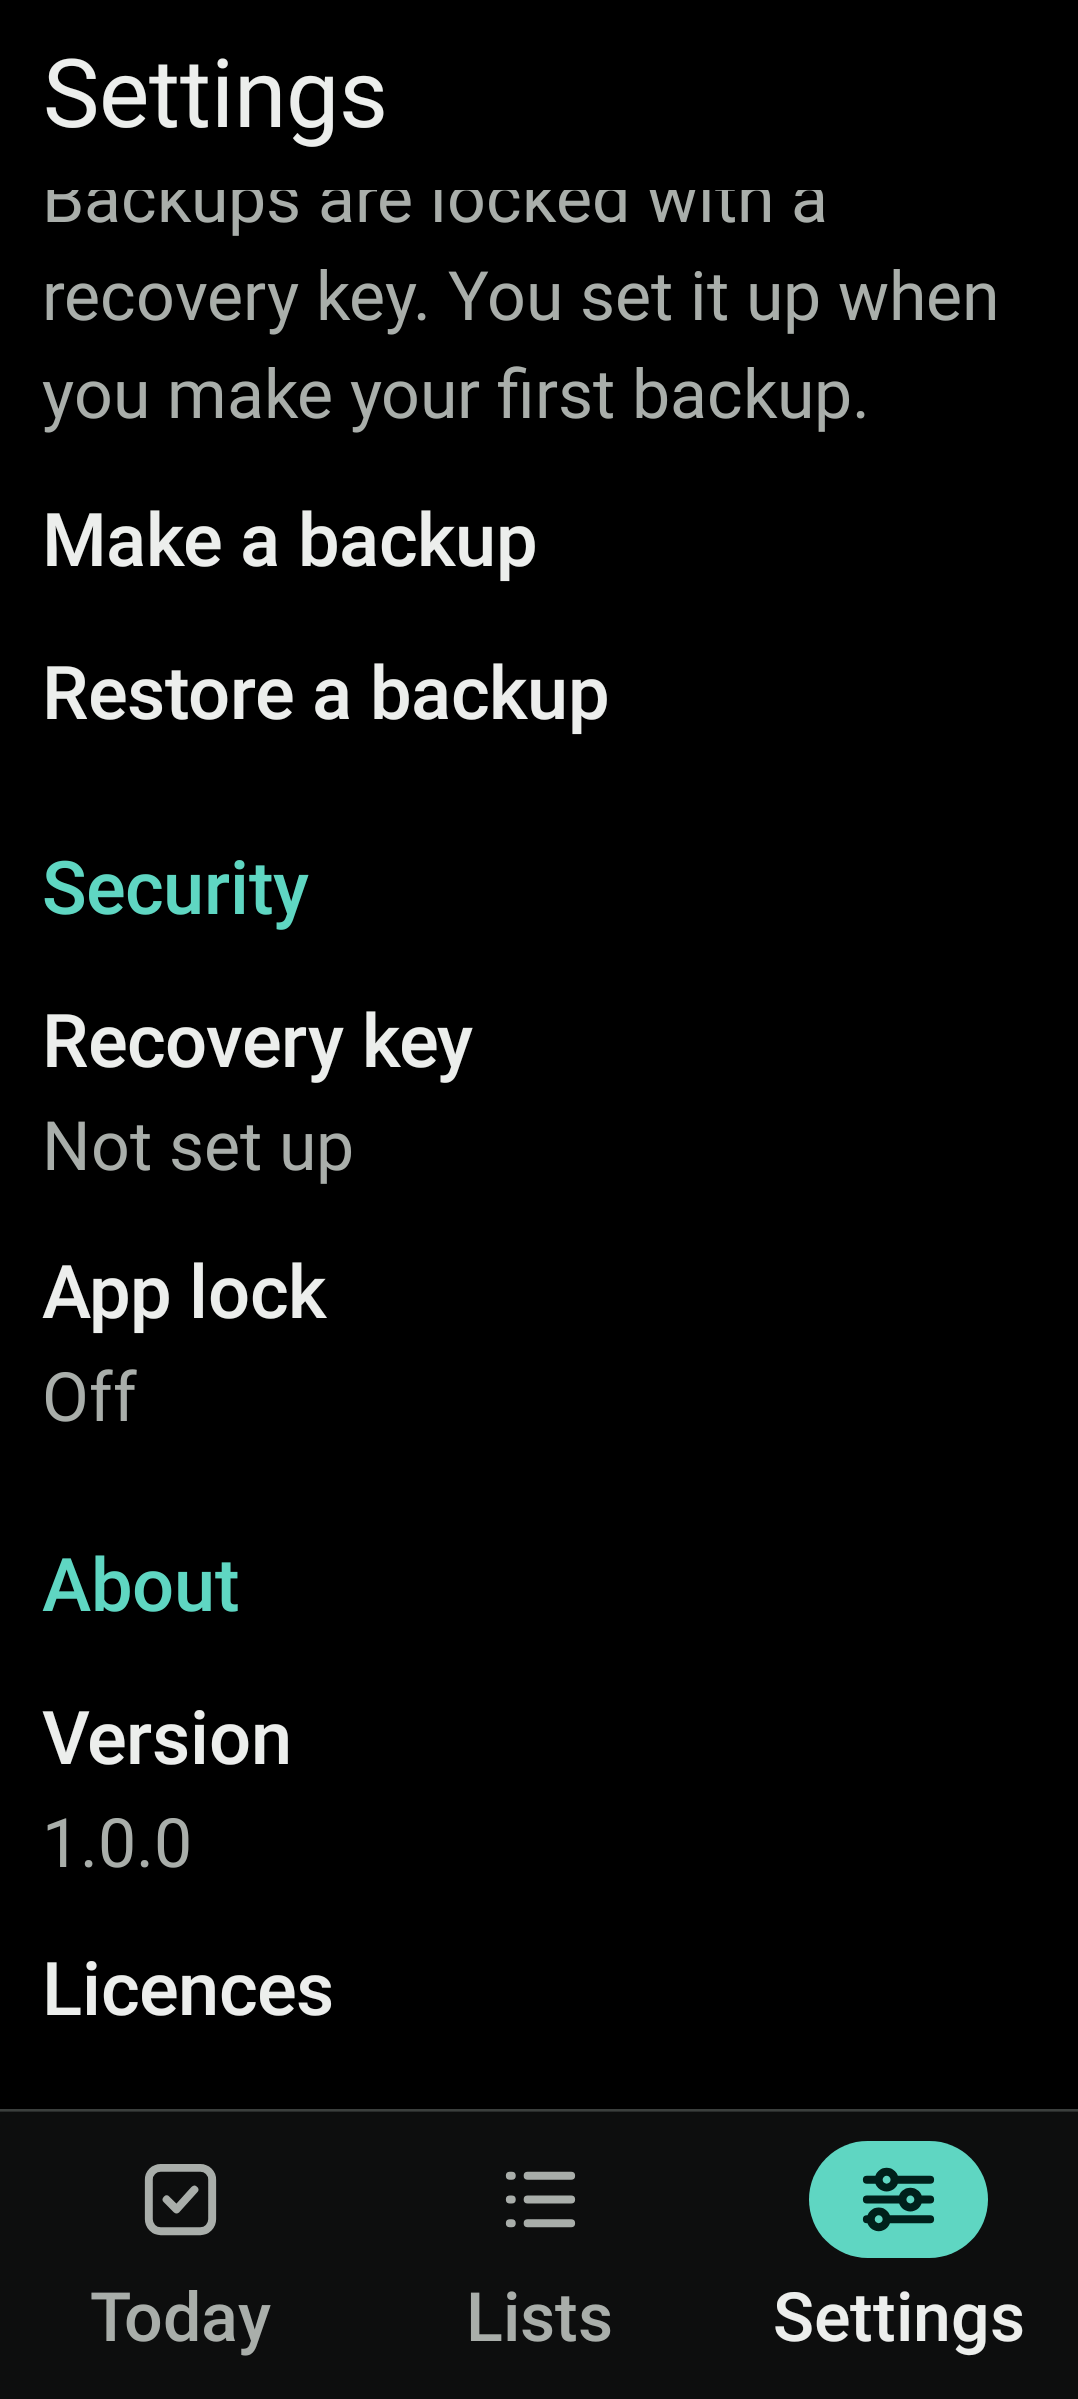 Settings
Backups are locked with a
recovery key. You set it up when
you make your first backup.
Make a backup
Restore a backup
Security
Recovery key
Not set up
App lock
Off
About
Version
1.0.0
Licences
Today
Lists
Settings